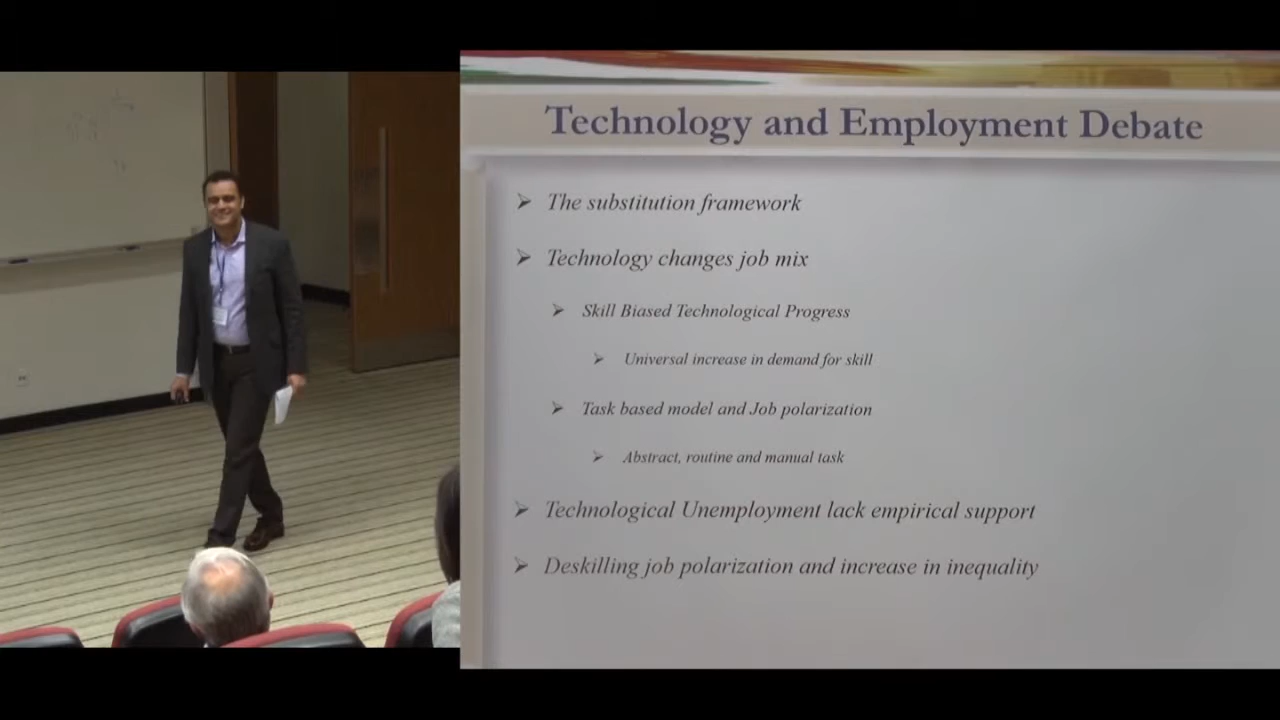 Technology and Employment Debate
The substitution framework
Technology changes job mix
Skill Biased Technological Progress
Universal increase in demand for skill
Task based model and Job polarization
Abstract, routine and manual task
Technological Unemployment lack empirical support
Deskilling job polarization and increase in inequality